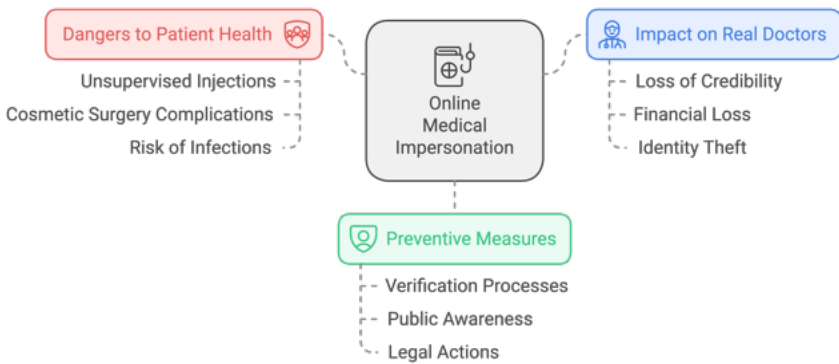 Dangers to Patient Health
Unsupervised Injections
Cosmetic Surgery Complications
Risk of Infections
Online
Medical
Impersonation
Impact on Real Doctors
Loss of Credibility
Financial Loss
Identity Theft
Preventive Measures
Verification Processes
Public Awareness
Legal Actions